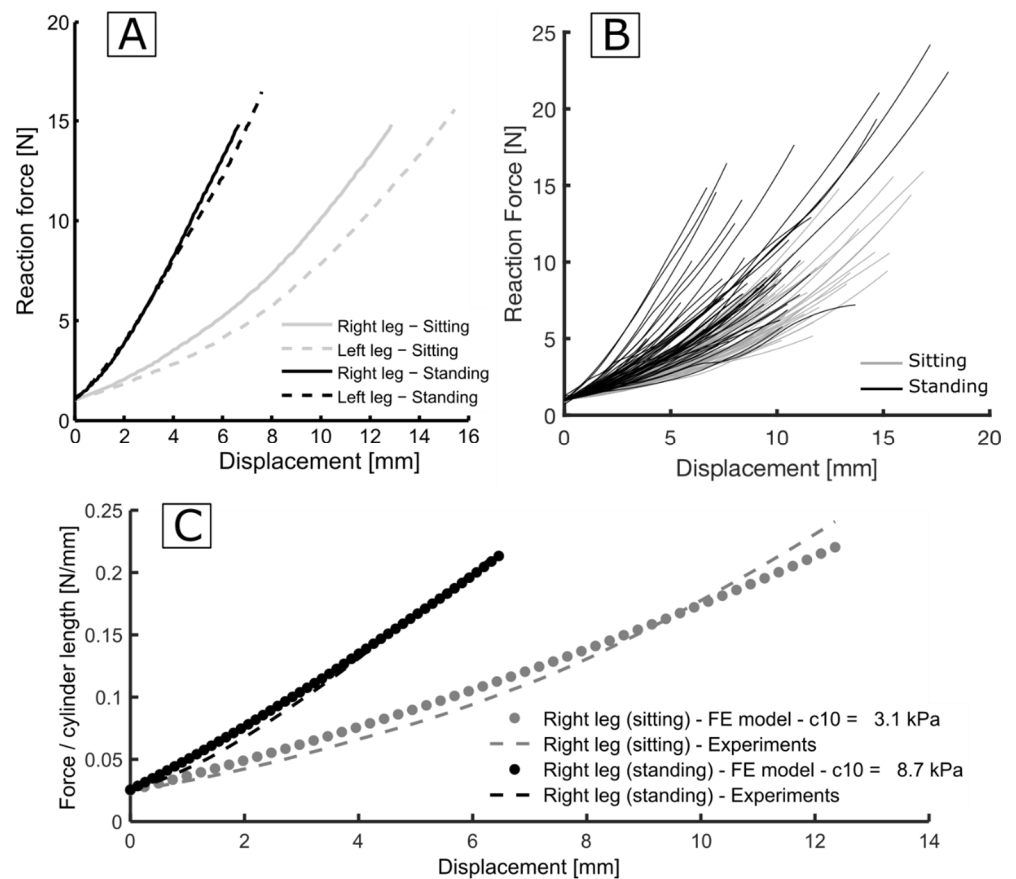 A
20
15
10
5
0
Reaction force [N]
0 2 4 6 8 10 12 14 16
Displacement [mm]
Right leg – Sitting
Left leg – Sitting
Right leg – Standing
Left leg – Standing
B
25
20
15
10
5
0
Reaction Force [N]
0 5 10 15 20
Displacement [mm]
Sitting
Standing
C
0.25
0.2
0.15
0.1
0.05
0
Force / cylinder length [N/mm]
0 2 4 6 8 10 12 14
Displacement [mm]
Right leg (sitting) - FE model - c10 = 3.1 kPa
Right leg (sitting) - Experiments
Right leg (standing) - FE model - c10 = 8.7 kPa
Right leg (standing) - Experiments